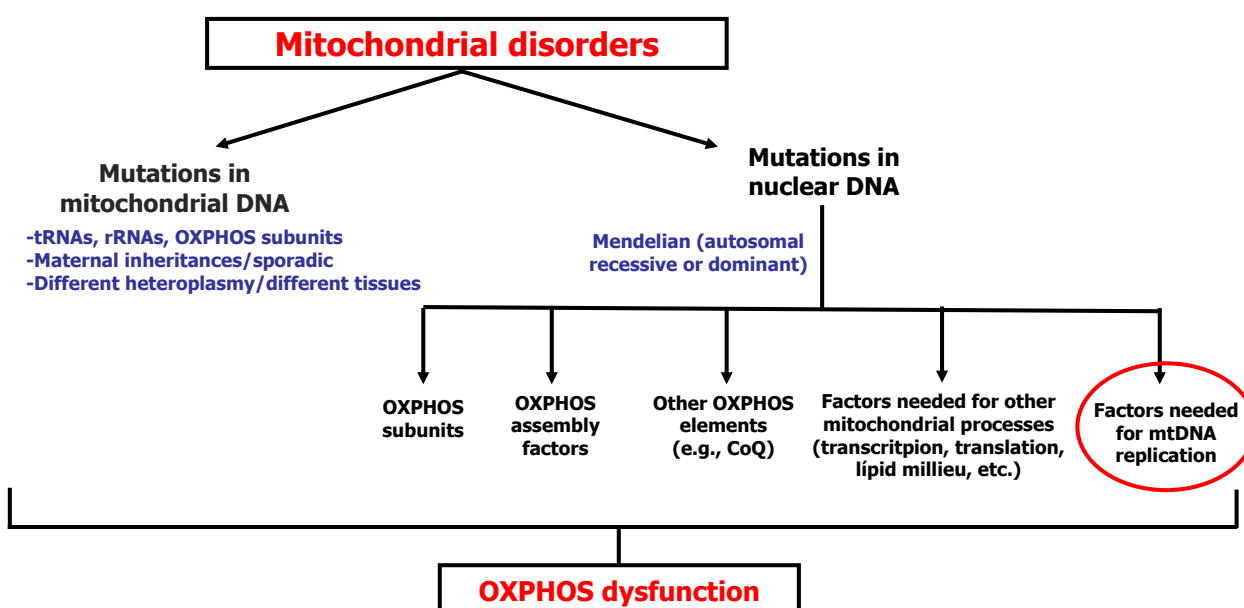 Mitochondrial disorders
Mutations in
mitochondrial DNA
-tRNAs, rRNAs, OXPHOS subunits
-Maternal inheritances/sporadic
-Different heteroplasmy/different tissues
Mutations in
nuclear DNA
Mendelian (autosomal
recessive or dominant)
OXPHOS
subunits
OXPHOS
assembly
factors
Other OXPHOS
elements
(e.g., CoQ)
Factors needed for other
mitochondrial processes
(transcritpion, translation,
lípid millieu, etc.)
Factors needed
for mtDNA
replication
OXPHOS dysfunction